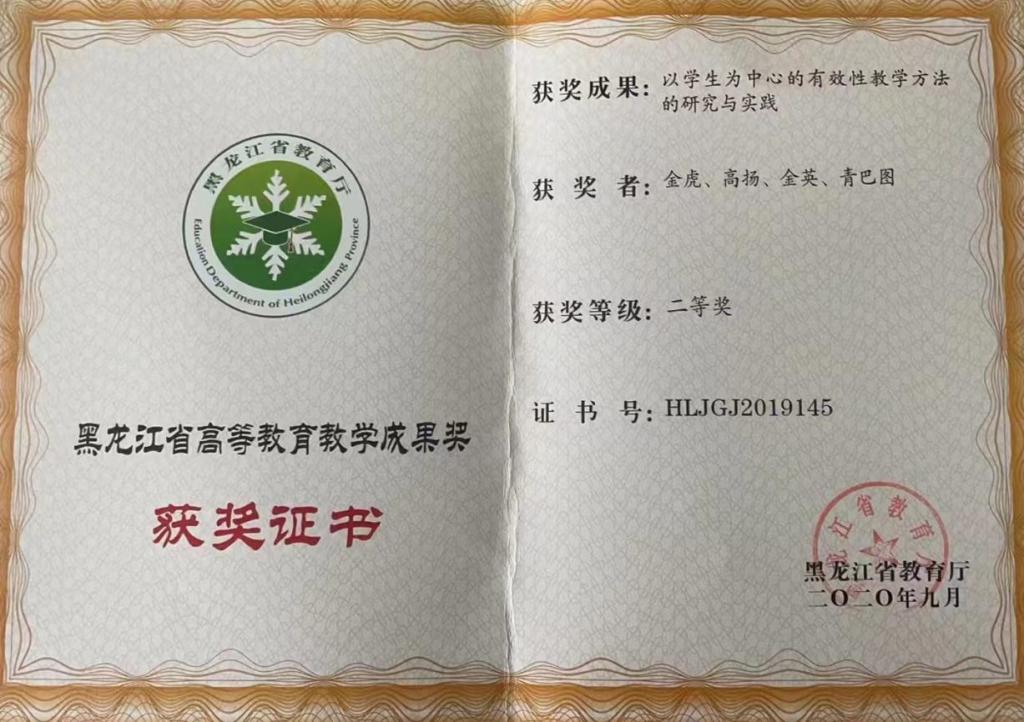 黑龙江省教育厅
Education Department of Heilongjiang Province
黑龙江省高等教育教学成果奖
获奖证书
获奖成果：以学生为中心的有效性教学方法
的研究与实践
获 奖 者：金虎、高扬、金英、青巴图
获奖等级：二等奖
证 书 号：HLJGJ2019145
黑龙江省教育厅
二〇二〇年九月